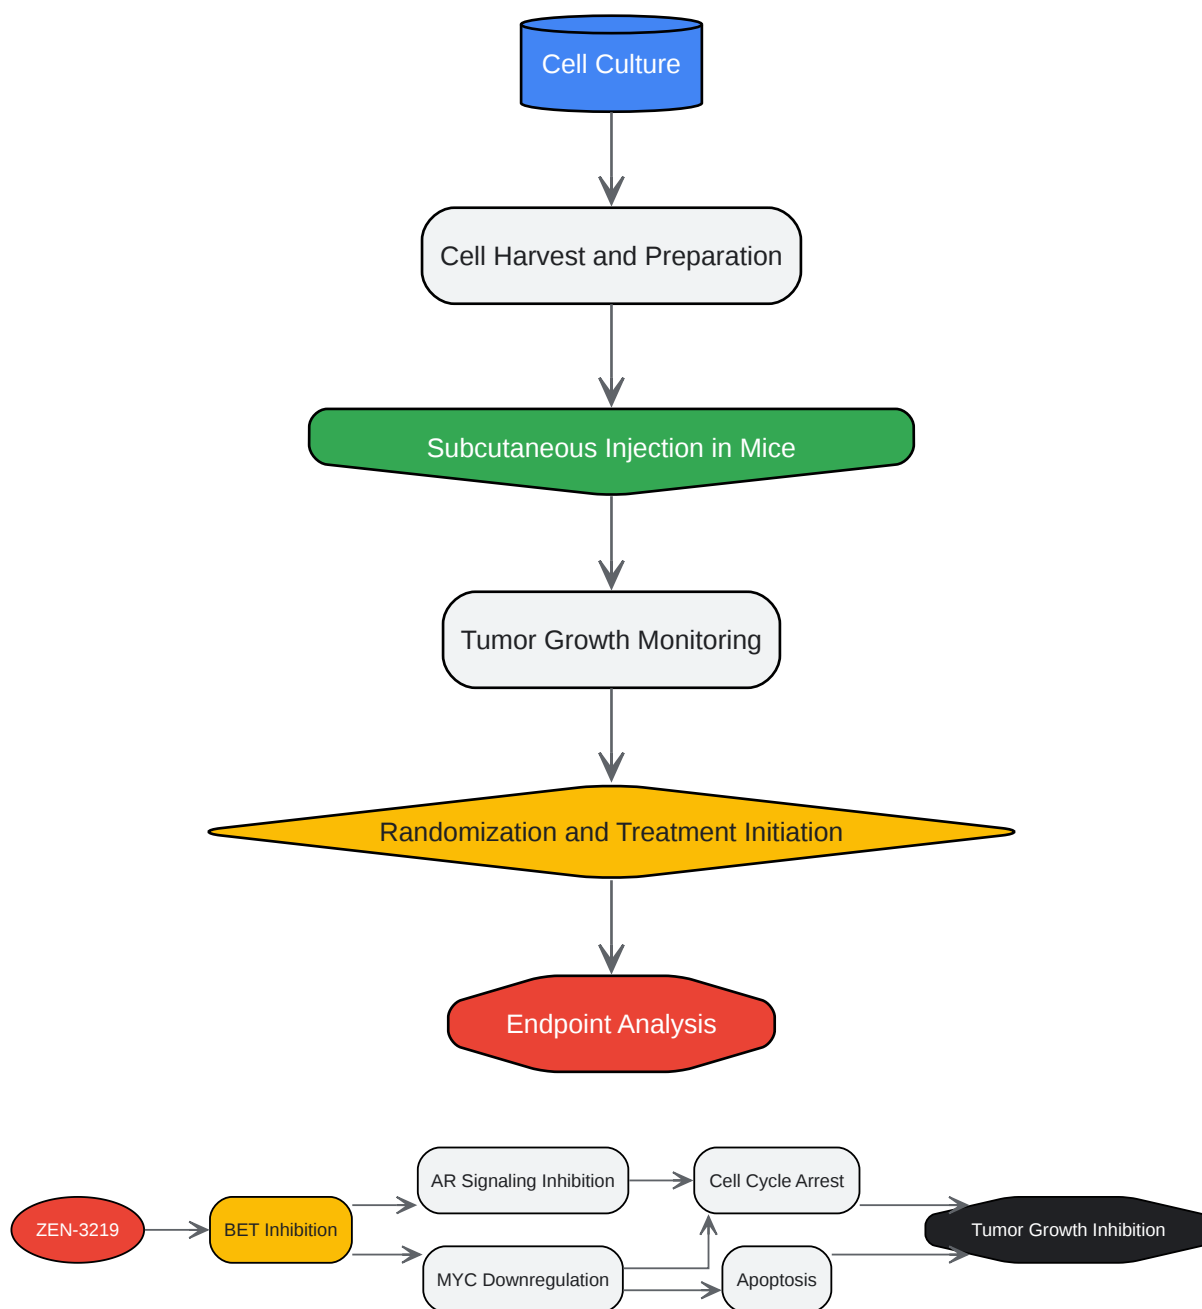 Cell Culture
Cell Harvest and Preparation
Subcutaneous Injection in Mice
Tumor Growth Monitoring
Randomization and Treatment Initiation
Endpoint Analysis
AR Signaling Inhibition
Cell Cycle Arrest
ZEN-3219
BET Inhibition
Tumor Growth Inhibition
MYC Downregulation
Apoptosis